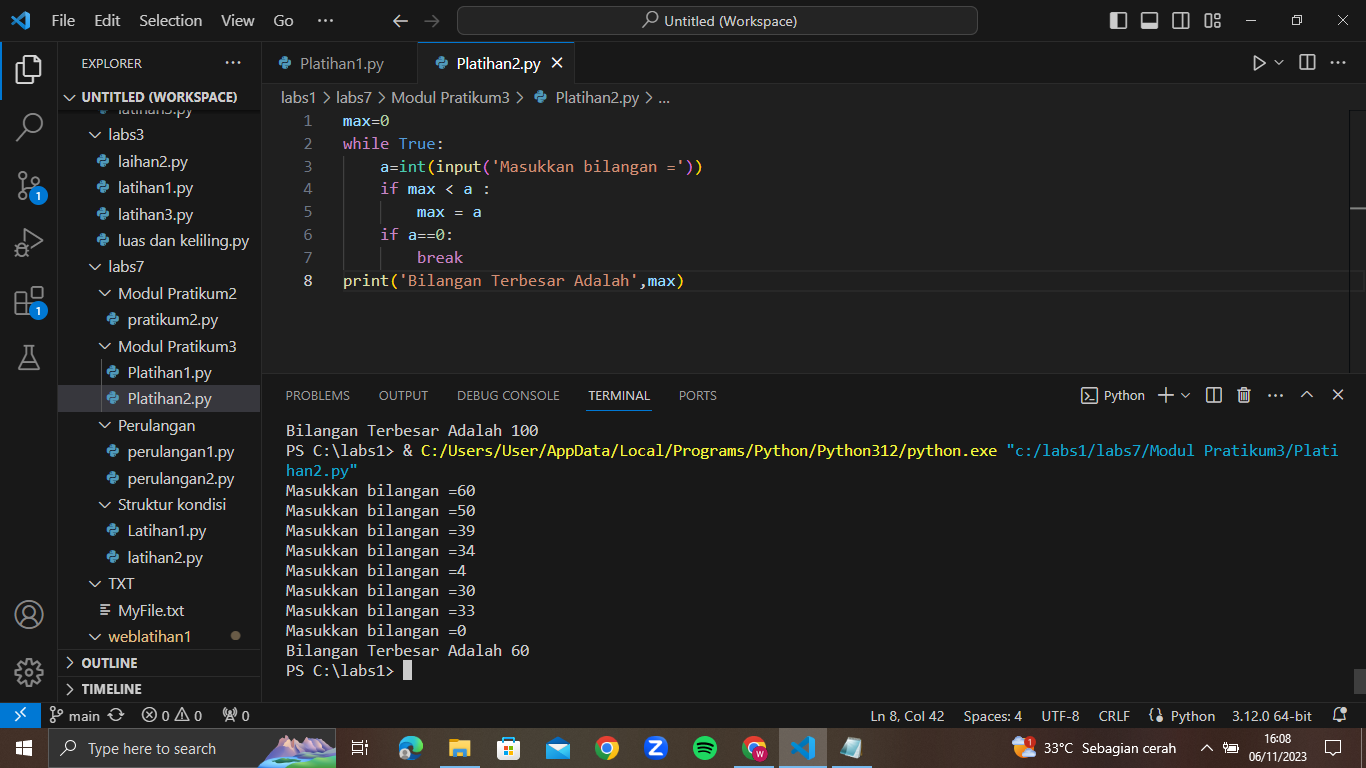 File Edit Selection View Go ···
Untitled (Workspace)
EXPLORER
UNTITLED (WORKSPACE)
latihan3.py
labs3
laihan2.py
latihan1.py
latihan3.py
luas dan keliling.py
labs7
Modul Pratikum2
pratikum2.py
Modul Pratikum3
Platihan1.py
Platihan2.py
Perulangan
perulangan1.py
perulangan2.py
Struktur kondisi
Latihan1.py
latihan2.py
TXT
MyFile.txt
weblatihan1
OUTLINE
TIMELINE
1
1
Platihan1.py Platihan2.py
labs1 > labs7 > Modul Pratikum3 > Platihan2.py > ...
1 max=0
2 while True:
3 a=int(input('Masukkan bilangan ='))
4 if max < a :
5 max = a
6 if a==0:
7 break
8 print('Bilangan Terbesar Adalah',max)
PROBLEMS OUTPUT DEBUG CONSOLE TERMINAL PORTS
Python
Bilangan Terbesar Adalah 100
PS C:\labs1> & C:/Users/User/AppData/Local/Programs/Python/Python312/python.exe "c:/labs1/labs7/Modul Pratikum3/Plati
han2.py"
Masukkan bilangan =60
Masukkan bilangan =50
Masukkan bilangan =39
Masukkan bilangan =34
Masukkan bilangan =4
Masukkan bilangan =30
Masukkan bilangan =33
Masukkan bilangan =0
Bilangan Terbesar Adalah 60
PS C:\labs1>
main 0 0 0 Ln 8, Col 42 Spaces: 4 UTF-8 CRLF Python 3.12.0 64-bit
Type here to search
W
1
33°C Sebagian cerah
16:08
06/11/2023